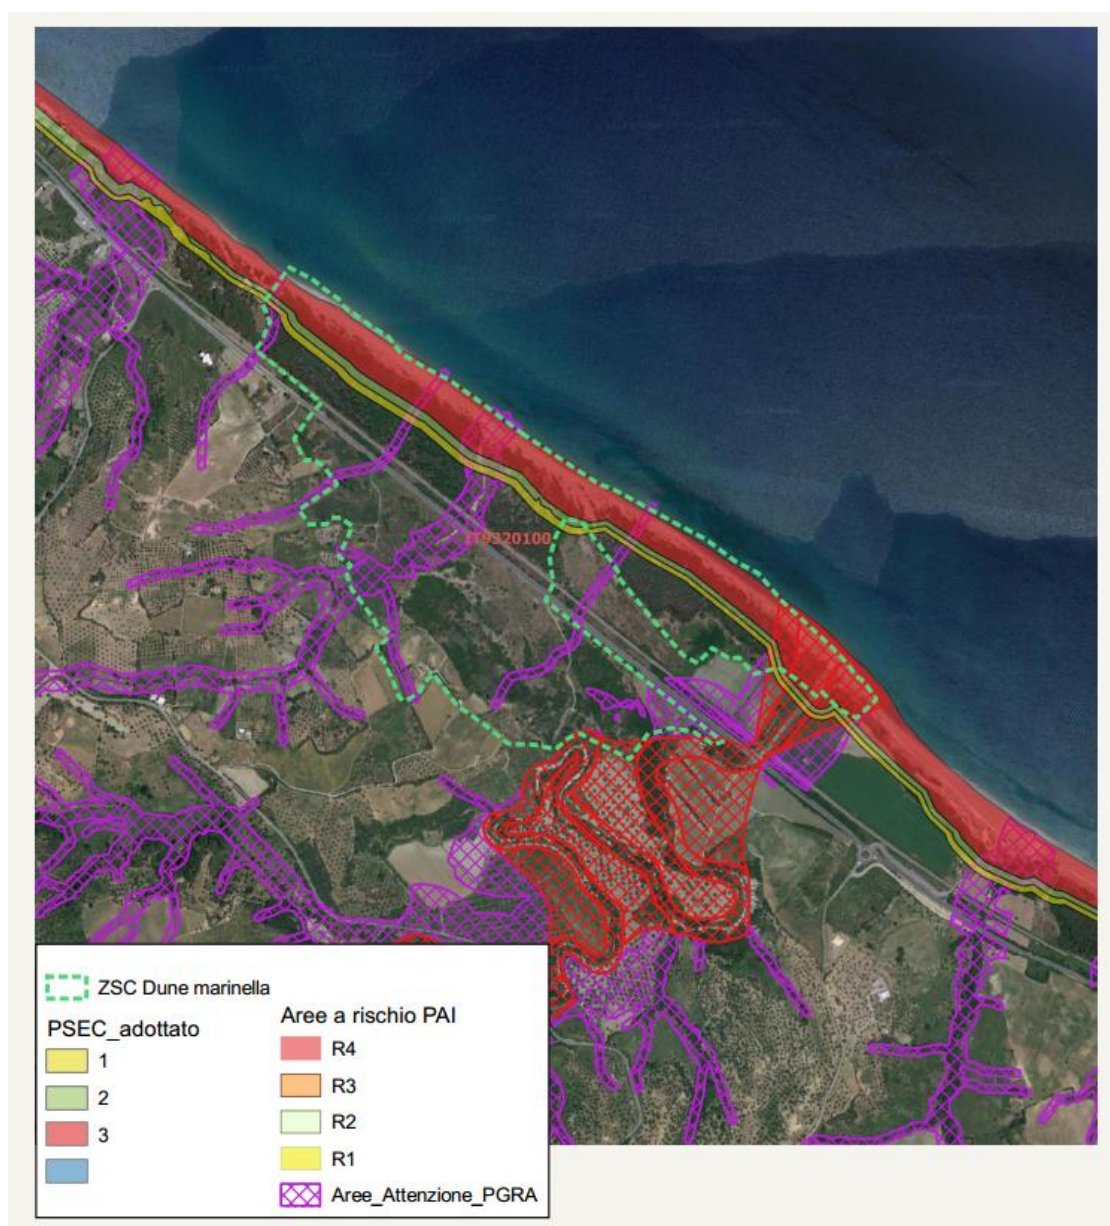 IT9320100
ZSC Dune marinella
PSEC_adottato
1
2
3
Aree a rischio PAI
R4
R3
R2
R1
Aree_Attenzione_PGRA